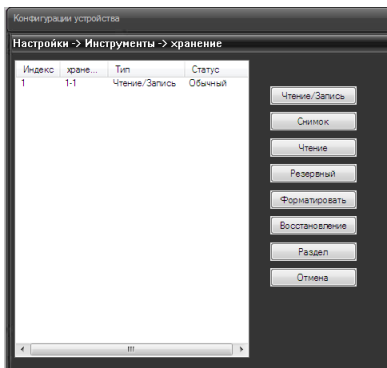 Конфигурации устройства
Настройки -> Инструменты -> хранение
Индекс хране... Тип Статус
1 1-1 Чтение/Запись Обычный
Чтение/Запись
Снимок
Чтение
Резервный
Форматировать
Восстановление
Раздел
Отмена